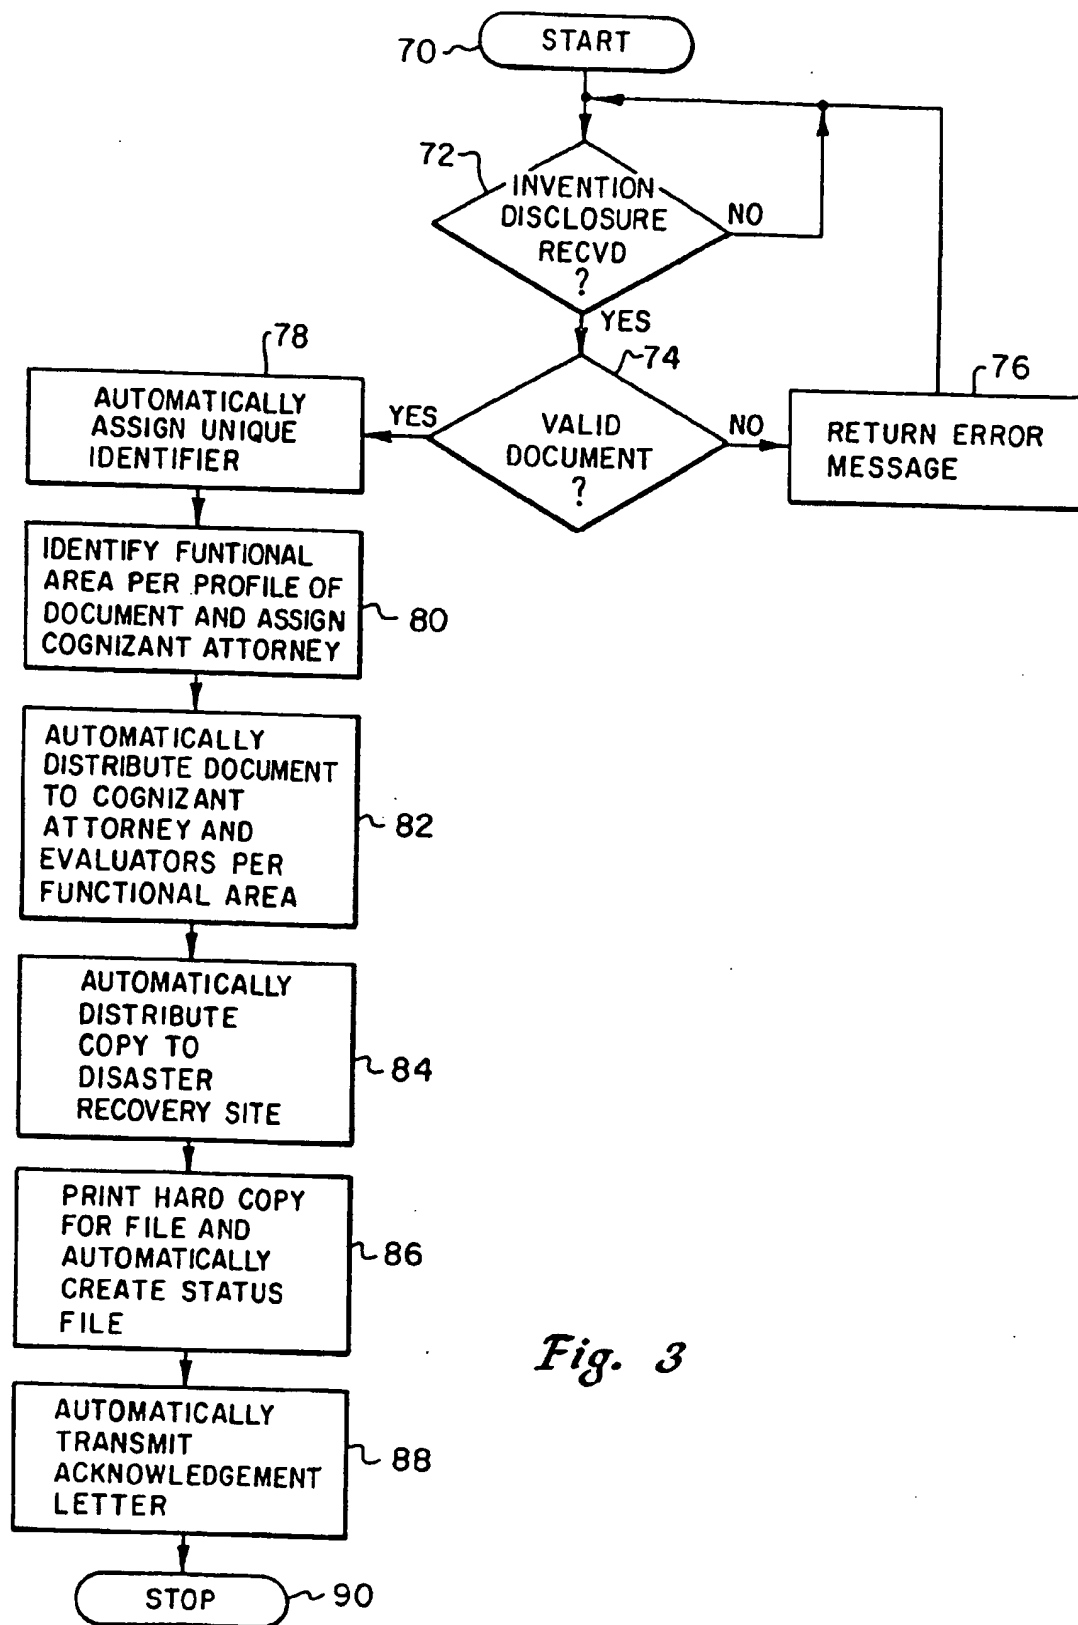 START
70
72
INVENTION
DISCLOSURE
RECVD
?
NO
YES
74
VALID
DOCUMENT
?
YES
NO
76
RETURN ERROR
MESSAGE
78
AUTOMATICALLY
ASSIGN UNIQUE
IDENTIFIER
IDENTIFY FUNTIONAL
AREA PER PROFILE OF
DOCUMENT AND ASSIGN
COGNIZANT ATTORNEY
80
AUTOMATICALLY
DISTRIBUTE DOCUMENT
TO COGNIZANT
ATTORNEY AND
EVALUATORS PER
FUNCTIONAL AREA
82
AUTOMATICALLY
DISTRIBUTE
COPY TO
DISASTER
RECOVERY SITE
84
PRINT HARD COPY
FOR FILE AND
AUTOMATICALLY
CREATE STATUS
FILE
86
AUTOMATICALLY
TRANSMIT
ACKNOWLEDGEMENT
LETTER
88
STOP
90
Fig. 3